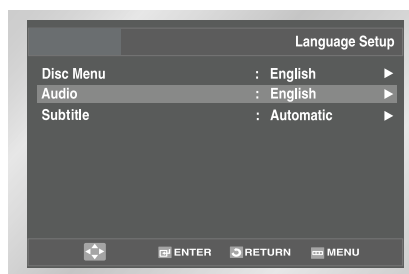 Language Setup
Disc Menu : English ►
Audio : English ►
Subtitle : Automatic ►
ENTER RETURN MENU